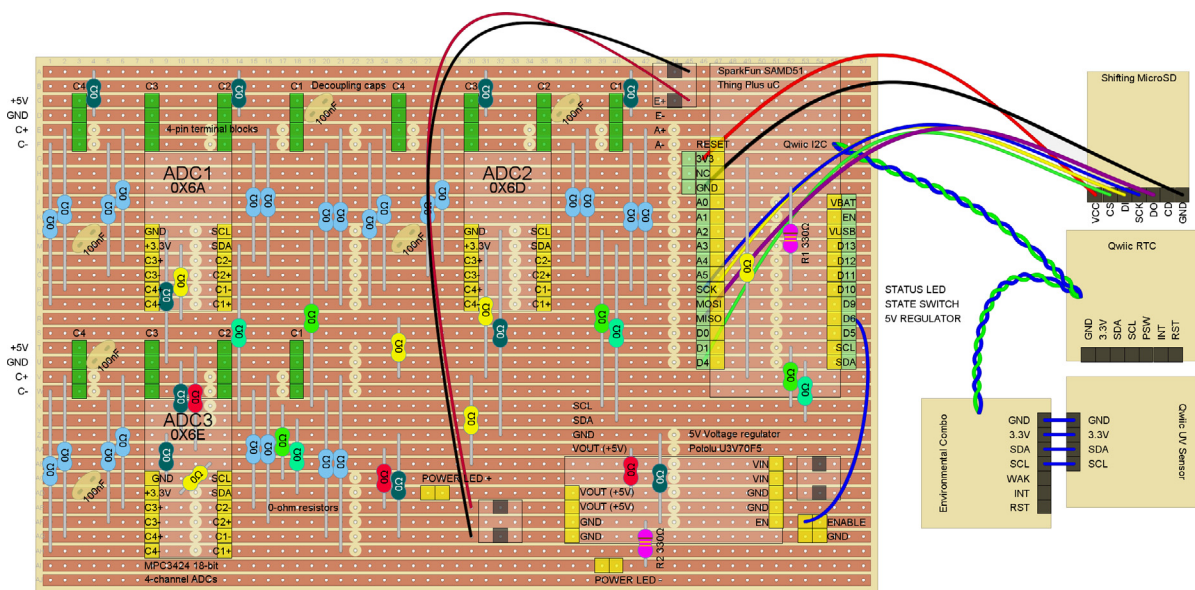 C4 C3 C2 C1 C4 C3 C2 C1
Decoupling caps
SparkFun SAMD51
Thing Plus uC
Shifting MicroSD
+5V
GND
C+
C-
4-pin terminal blocks
100nF
100nF
100nF
E+
E-
A+
A-
RESET
Qwiic I2C
ADC1
0X6A
ADC2
0X6D
3V3
NC
GND
A0
A1
A2
A3
A4
A5
SCK
MOSI
MISO
D0
D1
D4
VBAT
EN
VUSB
D13
D12
D11
D10
D9
D6
D5
SCL
SDA
R1 330Ω
VCC
CS
DI
SCK
DO
CD
GND
GND
+3.3V
C3+
C3-
C4+
C4-
SCL
SDA
C2-
C2+
C1-
C1+
GND
+3.3V
C3+
C3-
C4+
C4-
SCL
SDA
C2-
C2+
C1-
C1+
100nF
100nF
0Ω
Qwiic RTC
GND
3.3V
SDA
SCL
PSW
INT
RST
STATUS LED
STATE SWITCH
5V REGULATOR
C4 C3 C2 C1
+5V
GND
C+
C-
100nF
ADC3
0X6E
GND
+3.3V
C3+
C3-
C4+
C4-
SCL
SDA
C2-
C2+
C1-
C1+
100nF
0-ohm resistors
MPC3424 18-bit
4-channel ADCs
POWER LED +
SCL
SDA
GND
VOUT (+5V)
5V Voltage regulator
Pololu U3V70F5
VOUT (+5V)
VOUT (+5V)
GND
GND
VIN
VIN
GND
GND
EN
ENABLE
GND
R2 330Ω
POWER LED -
Environmental Combo
GND
3.3V
SDA
SCL
WAK
INT
RST
GND
3.3V
SDA
SCL
Qwiic UV Sensor